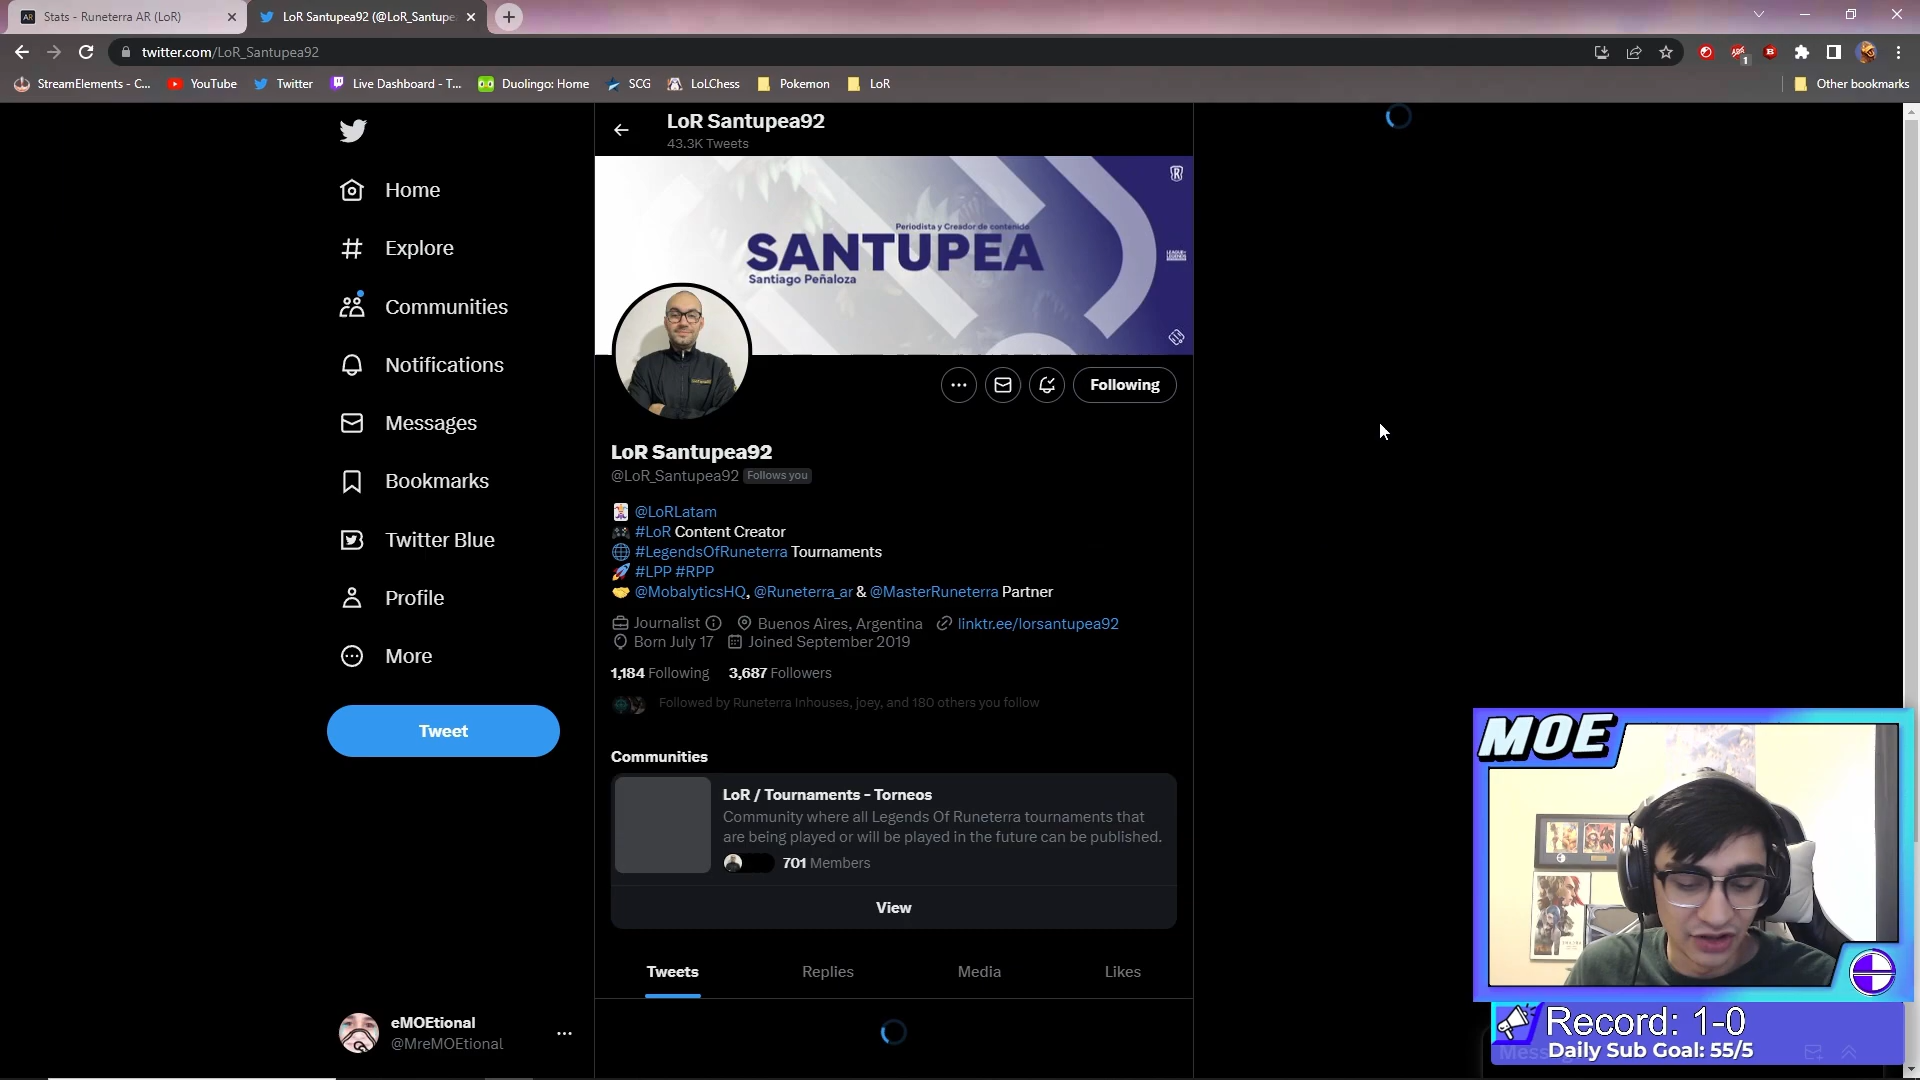 Stats - Runeterra AR (LoR)
LoR Santupea92 (@LoR_Santupe
twitter.com/LoR_Santupea92
StreamElements - C...
YouTube
Twitter
Live Dashboard - T...
Duolingo: Home
SCG
LoLChess
Pokemon
LoR
Other bookmarks
LoR Santupea92
43.3K Tweets
Home
Explore
Communities
Notifications
Messages
Bookmarks
Twitter Blue
Profile
More
Tweet
eMOEtional
@MreMOEtional
Periodista y Creador de contenido
SANTUPEA
Santiago Peñaloza
Following
LoR Santupea92
@LoR_Santupea92 Follows you
@LoRLatam
#LoR Content Creator
#LegendsOfRuneterra Tournaments
#LPP #RPP
@MobalyticsHQ, @Runeterra_ar & @MasterRuneterra Partner
Journalist Buenos Aires, Argentina linktr.ee/lorsantupea92
Born July 17 Joined September 2019
1,184 Following 3,687 Followers
Followed by Runeterra Inhouses, joey, and 180 others you follow
Communities
LoR / Tournaments - Torneos
Community where all Legends Of Runeterra tournaments that
are being played or will be played in the future can be published.
701 Members
View
Tweets Replies Media Likes
MOE
Record: 1-0
Daily Sub Goal: 55/5